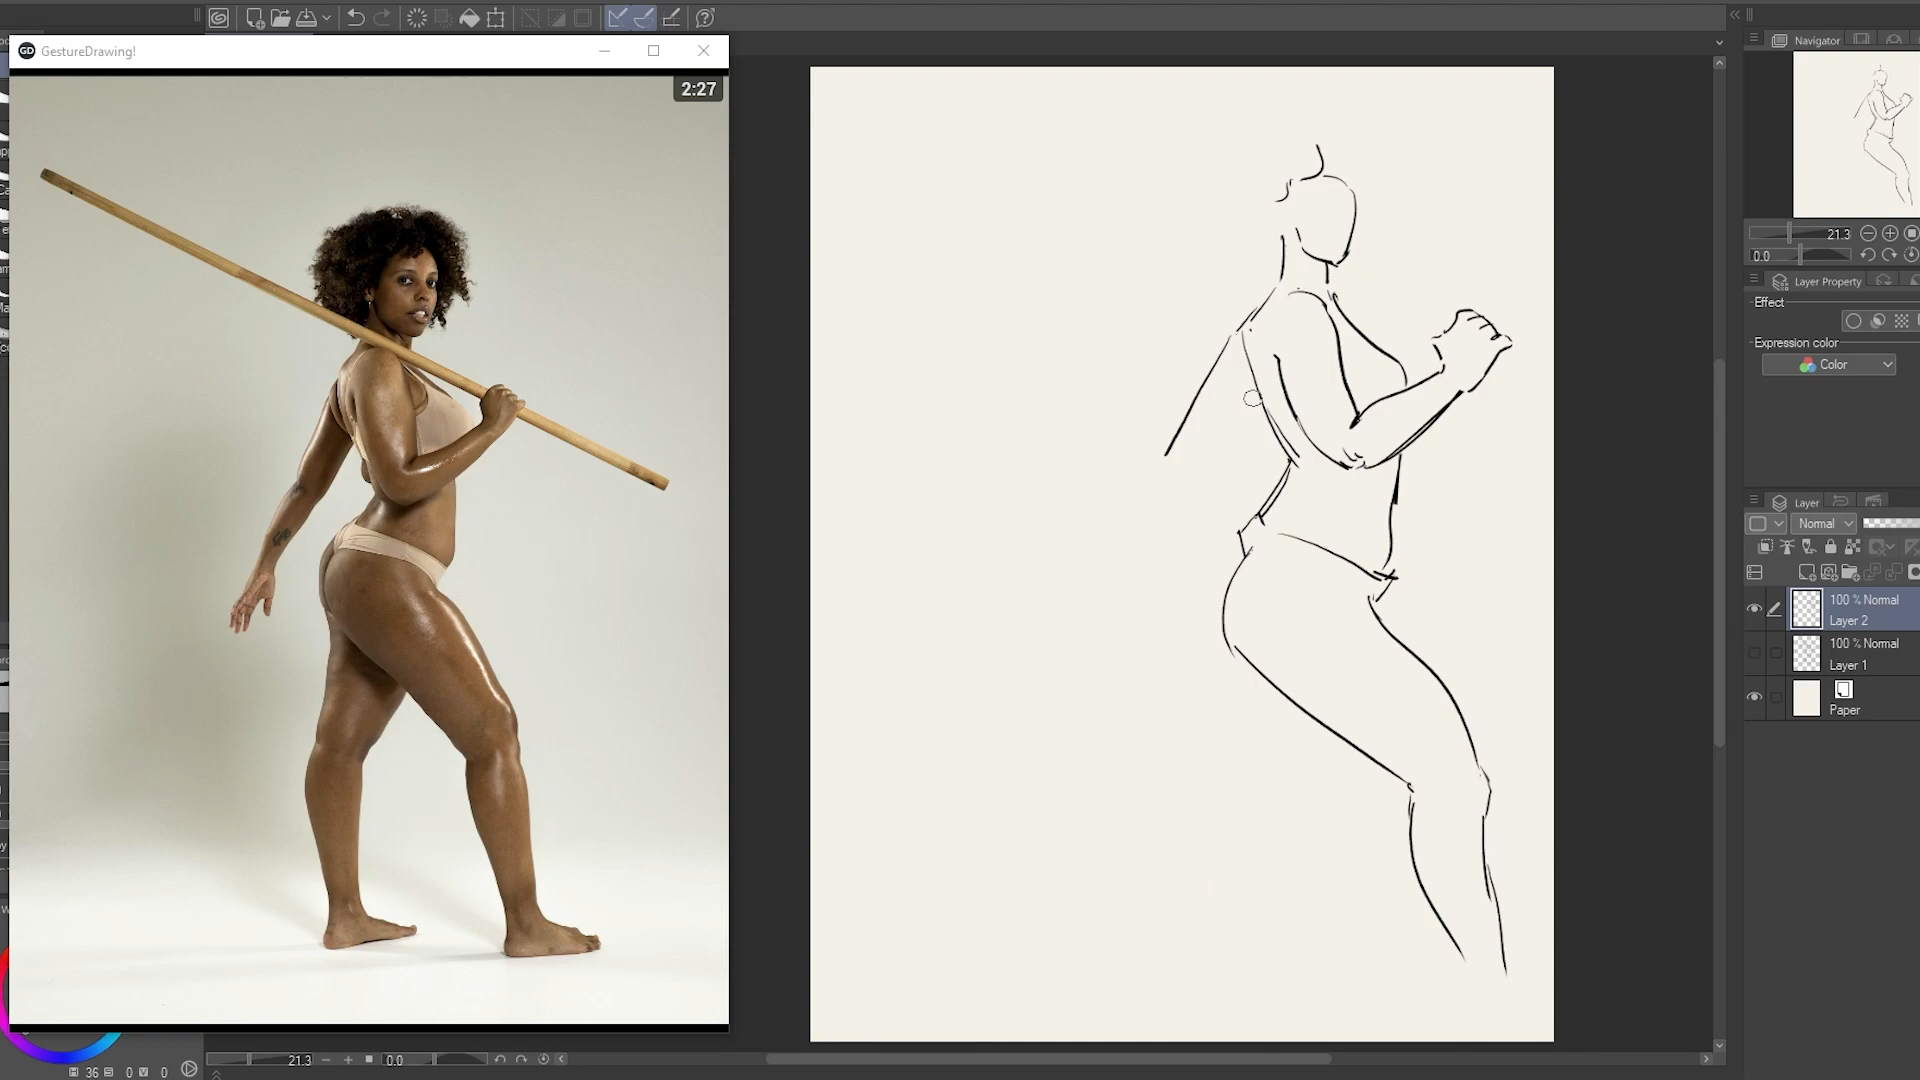 GD GestureDrawing!
2:27
Navigator
21.3
0.0
Layer Property
Effect
Expression color
Color
Layer
Normal
100 % Normal
Layer 2
100 % Normal
Layer 1
Paper
21.3
0.0
H 36 S 0 V 0